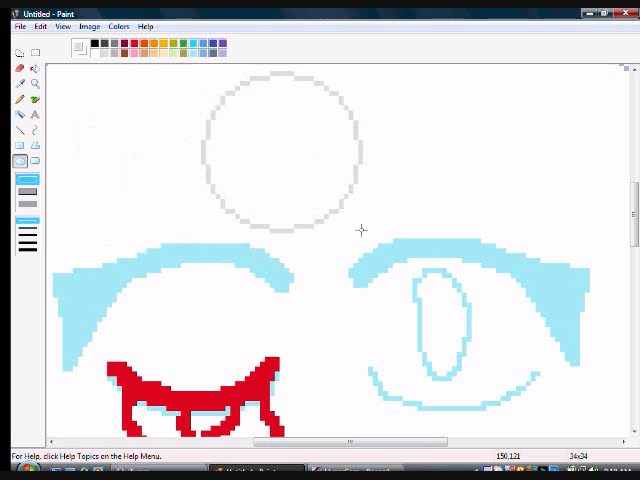 Untitled - Paint
File Edit View Image Colors Help
For Help, click Help Topics on the Help Menu.
150,121
34x34